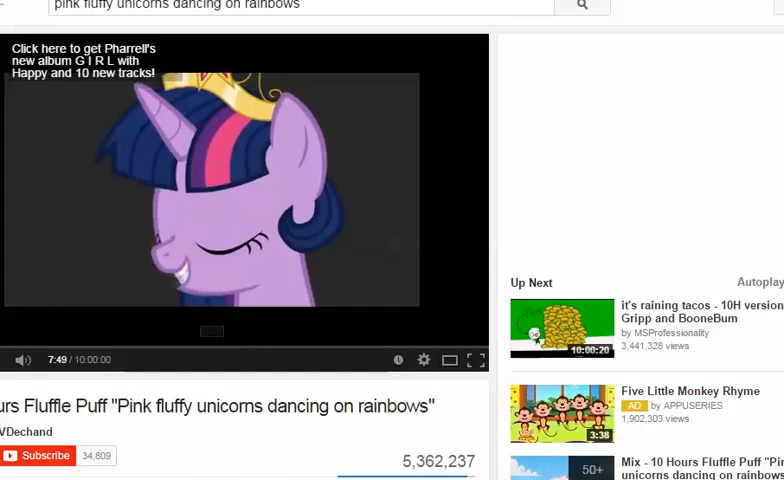 pink fluffy unicorns dancing on rainbows
Click here to get Pharrell's
new album G I R L with
Happy and 10 new tracks!
7:49 / 10:00:00
urs Fluffle Puff "Pink fluffy unicorns dancing on rainbows"
VDechand
Subscribe 34,809
5,362,237
Up Next
Autoplay
it's raining tacos - 10H version
Gripp and BooneBum
by MSProfessionality
3,441,328 views
10:00:20
Five Little Monkey Rhyme
AD by APPUSERIES
1,902,303 views
3:38
Mix - 10 Hours Fluffle Puff "Pin
unicorns dancing on rainbows
50+